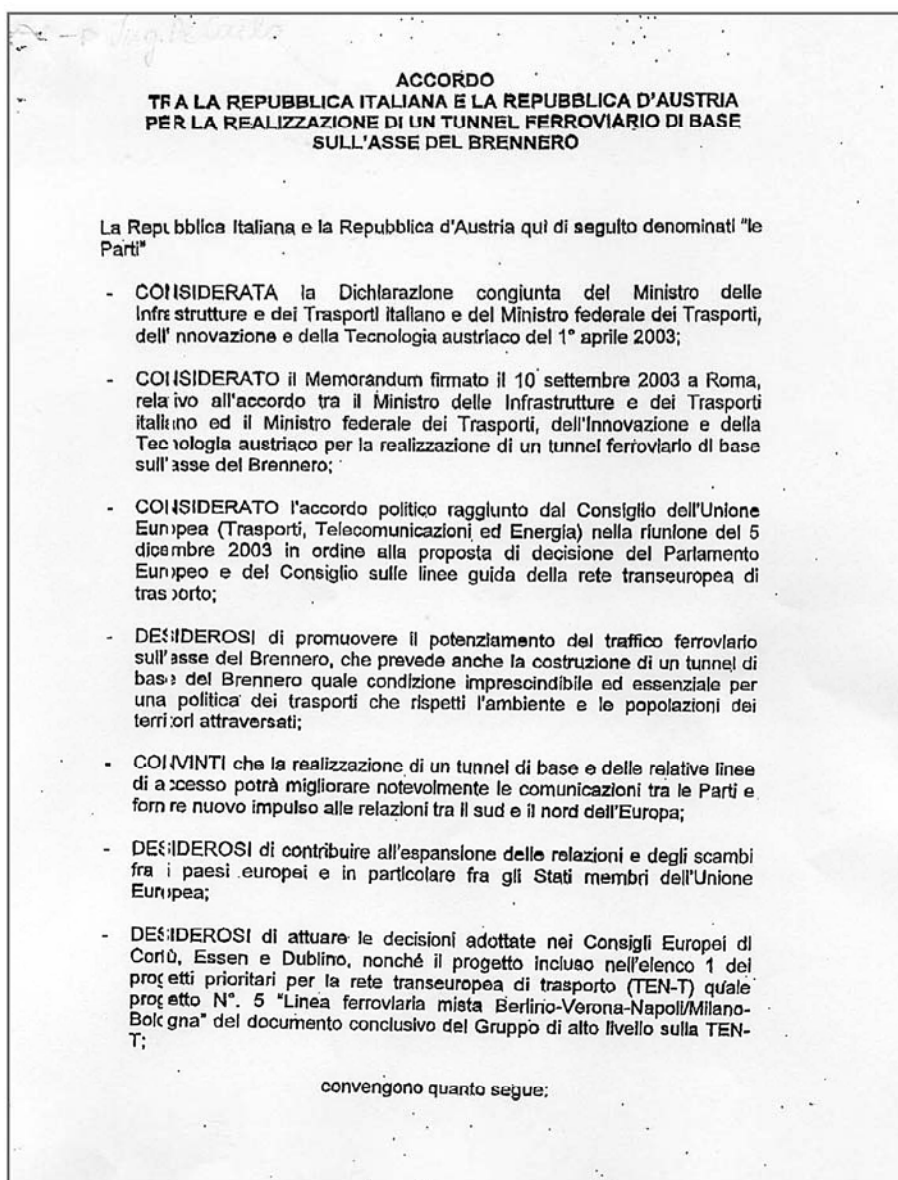 ACCORDO
TRA LA REPUBBLICA ITALIANA E LA REPUBBLICA D'AUSTRIA
PER LA REALIZZAZIONE DI UN TUNNEL FERROVIARIO DI BASE
SULL'ASSE DEL BRENNERO
La Repubblica Italiana e la Repubblica d'Austria qui di seguito denominati "le
Parti"
- CONSIDERATA la Dichiarazione congiunta del Ministro delle
Infrastrutture e dei Trasporti italiano e del Ministro federale dei Trasporti,
dell'Innovazione e della Tecnologia austriaco del 1° aprile 2003;
- CONSIDERATO il Memorandum firmato il 10 settembre 2003 a Roma,
relativo all'accordo tra il Ministro delle Infrastrutture e dei Trasporti
italiano ed il Ministro federale dei Trasporti, dell'Innovazione e della
Tecnologia austriaco per la realizzazione di un tunnel ferroviario di base
sull'asse del Brennero;
- CONSIDERATO l'accordo politico raggiunto dal Consiglio dell'Unione
Europea (Trasporti, Telecomunicazioni ed Energia) nella riunione del 5
dicembre 2003 in ordine alla proposta di decisione del Parlamento
Europeo e del Consiglio sulle linee guida della rete transeuropea di
trasporto;
- DESIDEROSI di promuovere il potenziamento del traffico ferroviario
sull'asse del Brennero, che prevede anche la costruzione di un tunnel di
base del Brennero quale condizione imprescindibile ed essenziale per
una politica dei trasporti che rispetti l'ambiente e le popolazioni dei
territori attraversati;
- CONVINTI che la realizzazione di un tunnel di base e delle relative linee
di accesso potrà migliorare notevolmente le comunicazioni tra le Parti e
fornire nuovo impulso alle relazioni tra il sud e il nord dell'Europa;
- DESIDEROSI di contribuire all'espansione delle relazioni e degli scambi
fra i paesi europei e in particolare fra gli Stati membri dell'Unione
Europea;
- DESIDEROSI di attuare le decisioni adottate nei Consigli Europei di
Corfù, Essen e Dublino, nonché il progetto incluso nell'elenco 1 dei
progetti prioritari per la rete transeuropea di trasporto (TEN-T) quale
progetto N°. 5 "Linea ferroviaria mista Berlino-Verona-Napoli/Milano-
Bologna" del documento conclusivo del Gruppo di alto livello sulla TEN-
T;
convengono quanto segue: